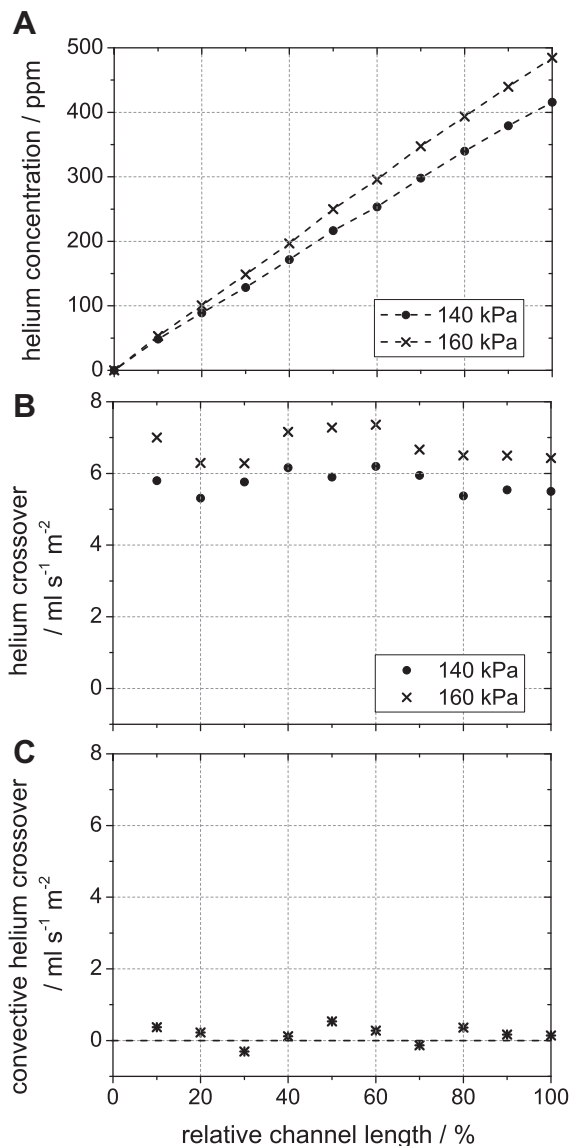 A
500
400
300
200
100
0
helium concentration / ppm
140 kPa
160 kPa
B
8
6
4
2
0
helium crossover
/ ml s⁻¹ m⁻²
140 kPa
160 kPa
C
8
6
4
2
0
convective helium crossover
/ ml s⁻¹ m⁻²
0 20 40 60 80 100
relative channel length / %